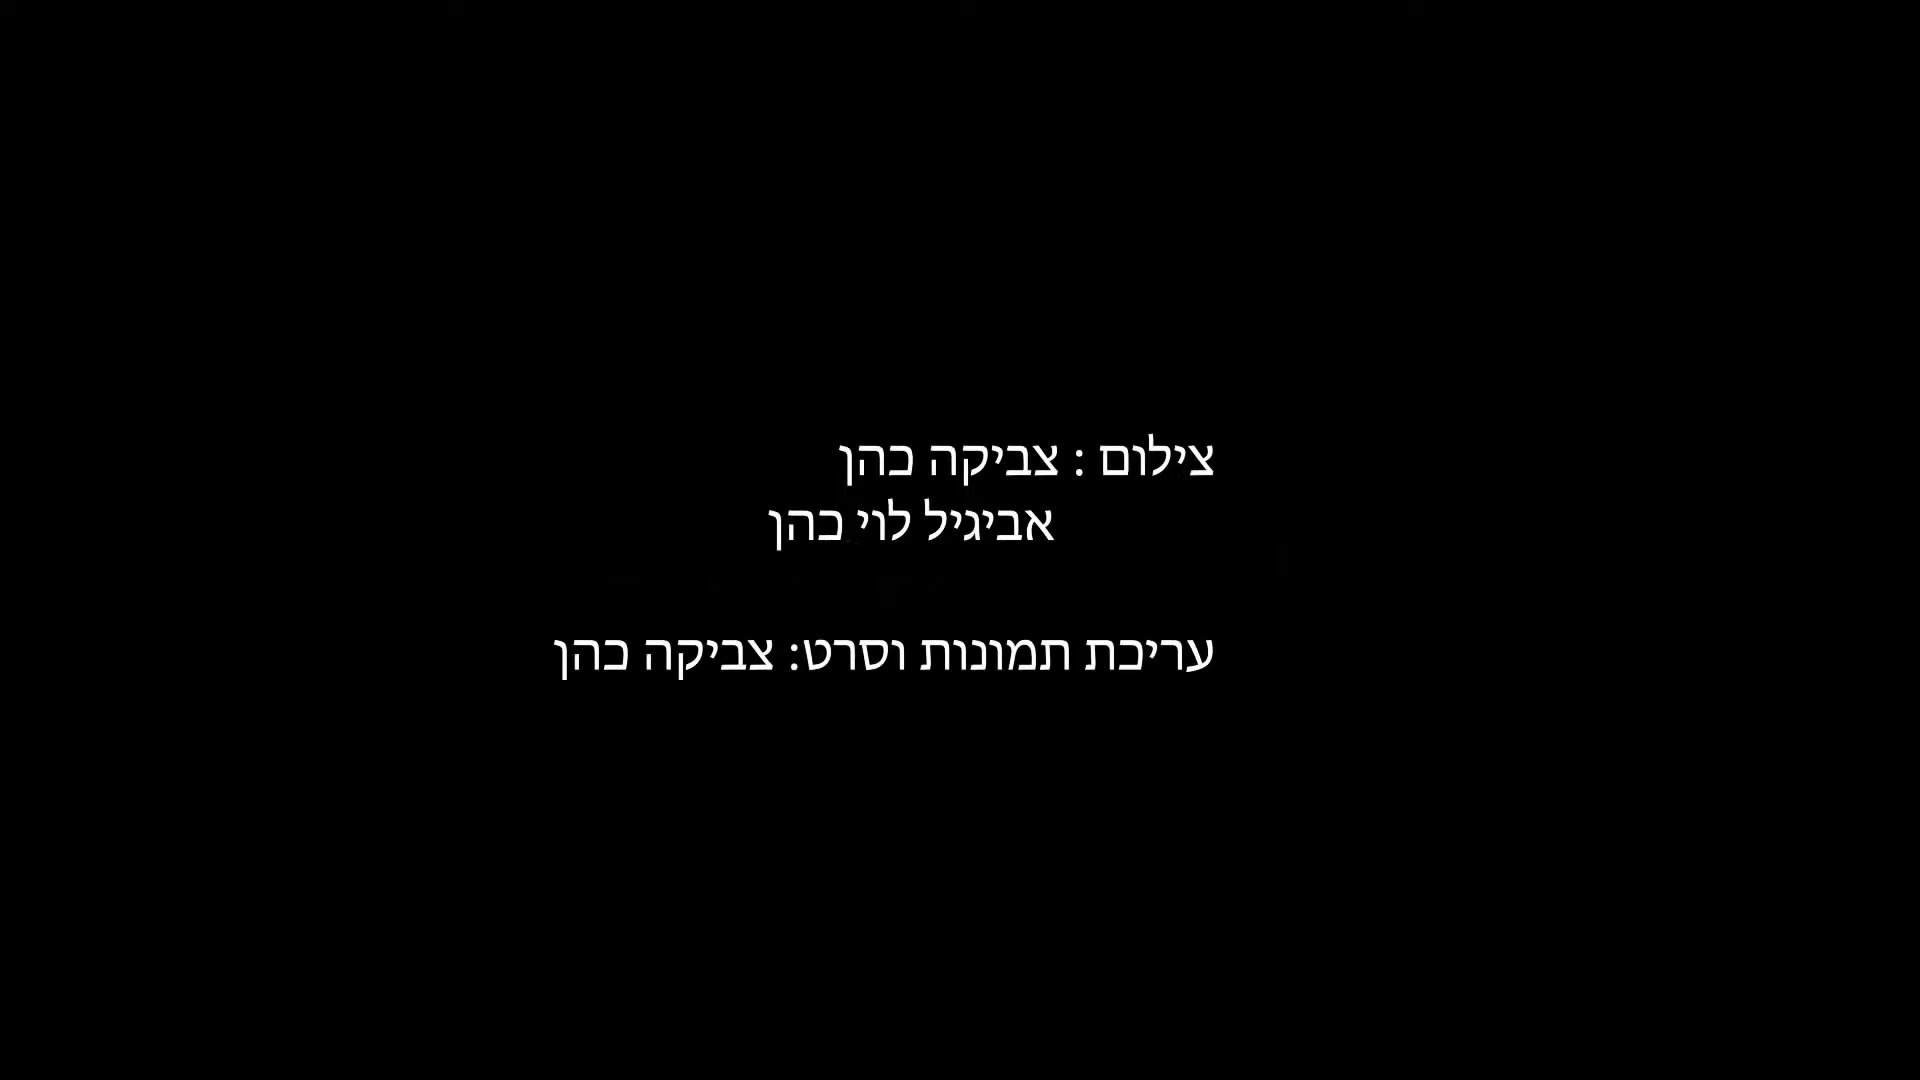 צילום : צביקה כהן
אביגיל לוי כהן
עריכת תמונות וסרט: צביקה כהן